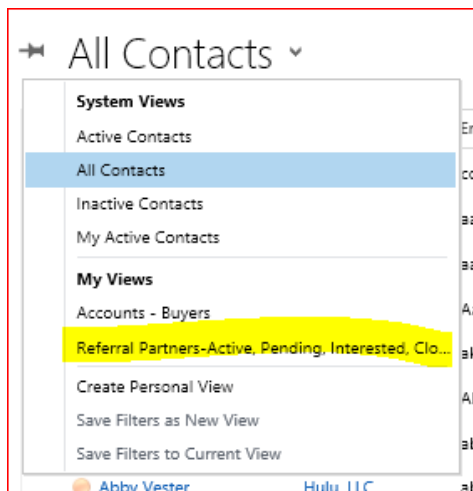 All Contacts
System Views
Active Contacts
All Contacts
Inactive Contacts
My Active Contacts
My Views
Accounts - Buyers
Referral Partners-Active, Pending, Interested, Clo...
Create Personal View
Save Filters as New View
Save Filters to Current View
Abby Vester Hulu, LLC